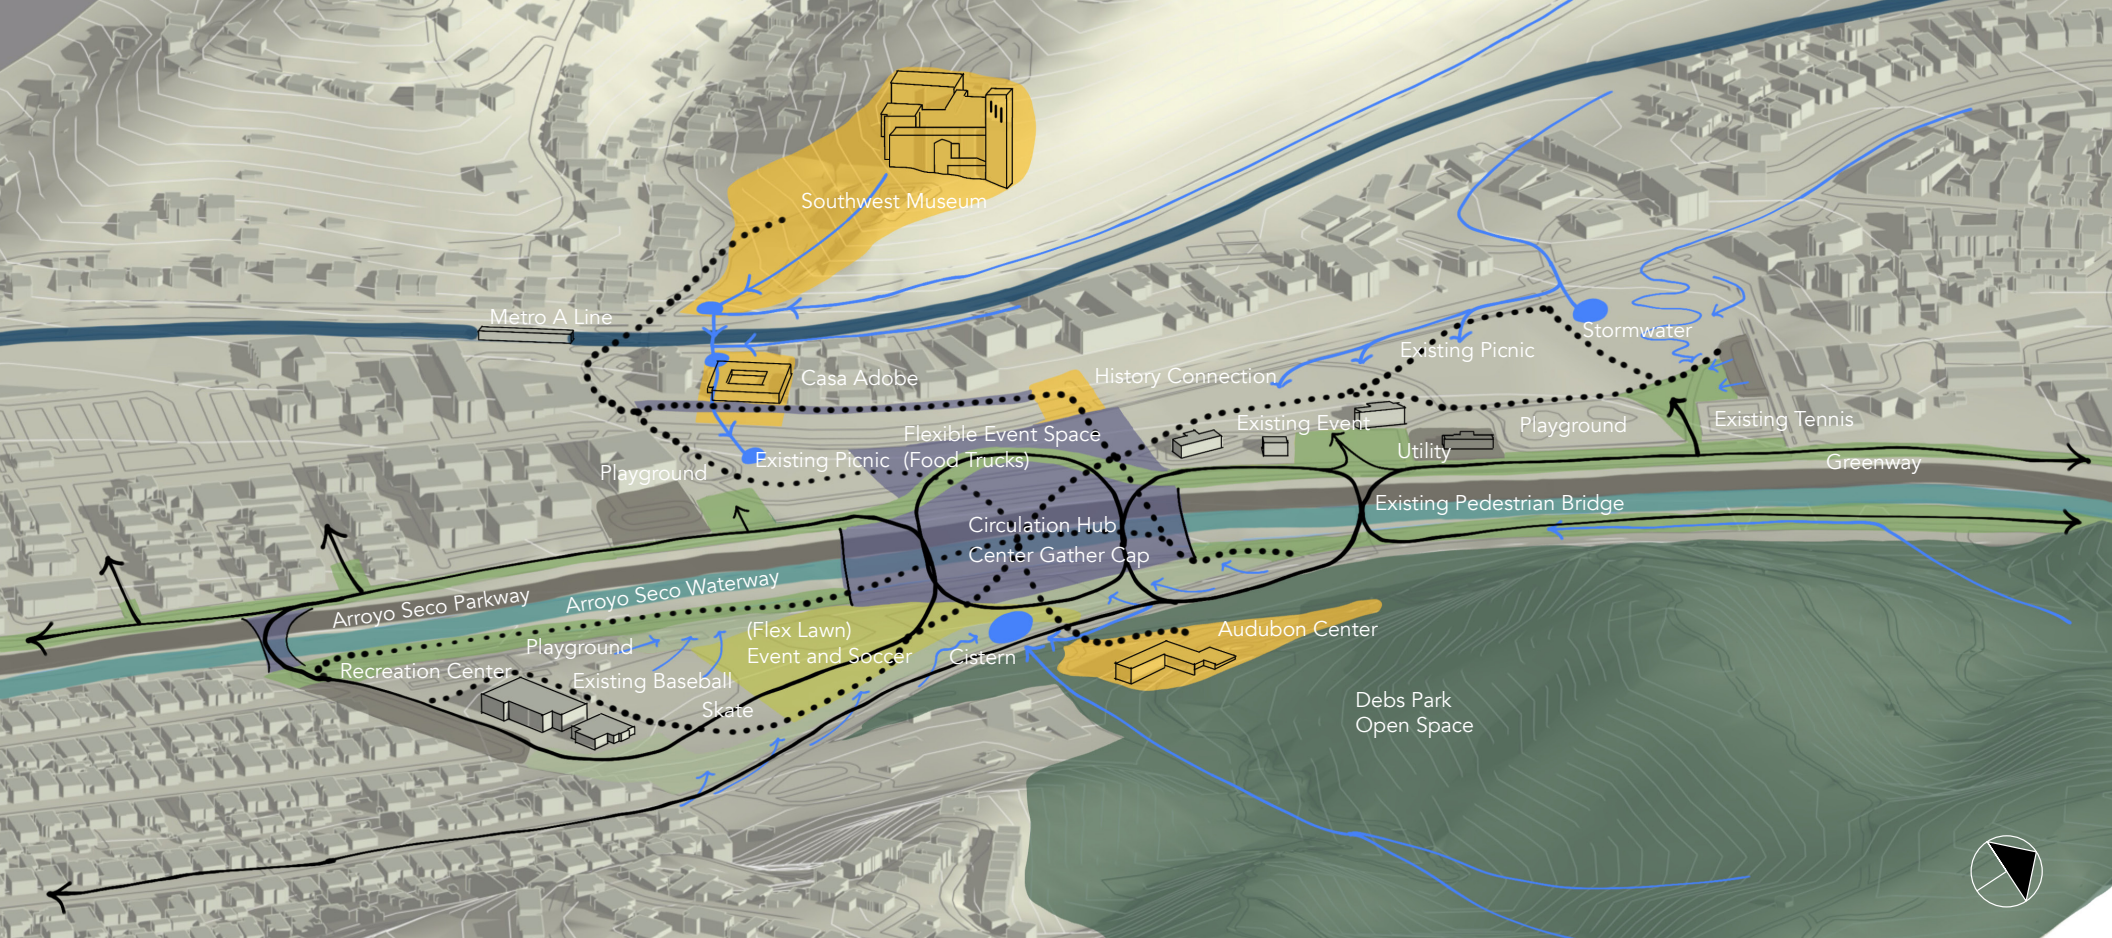 Southwest Museum
Metro A Line
Stormwater
Existing Picnic
Casa Adobe
History Connection
Existing Event
Playground
Existing Tennis
Flexible Event Space
(Food Trucks)
Utility
Greenway
Existing Picnic
Playground
Existing Pedestrian Bridge
Circulation Hub
Center Gather Cap
Arroyo Seco Parkway
Arroyo Seco Waterway
(Flex Lawn)
Event and Soccer
Audubon Center
Playground
Cistern
Recreation Center
Existing Baseball
Skate
Debs Park
Open Space